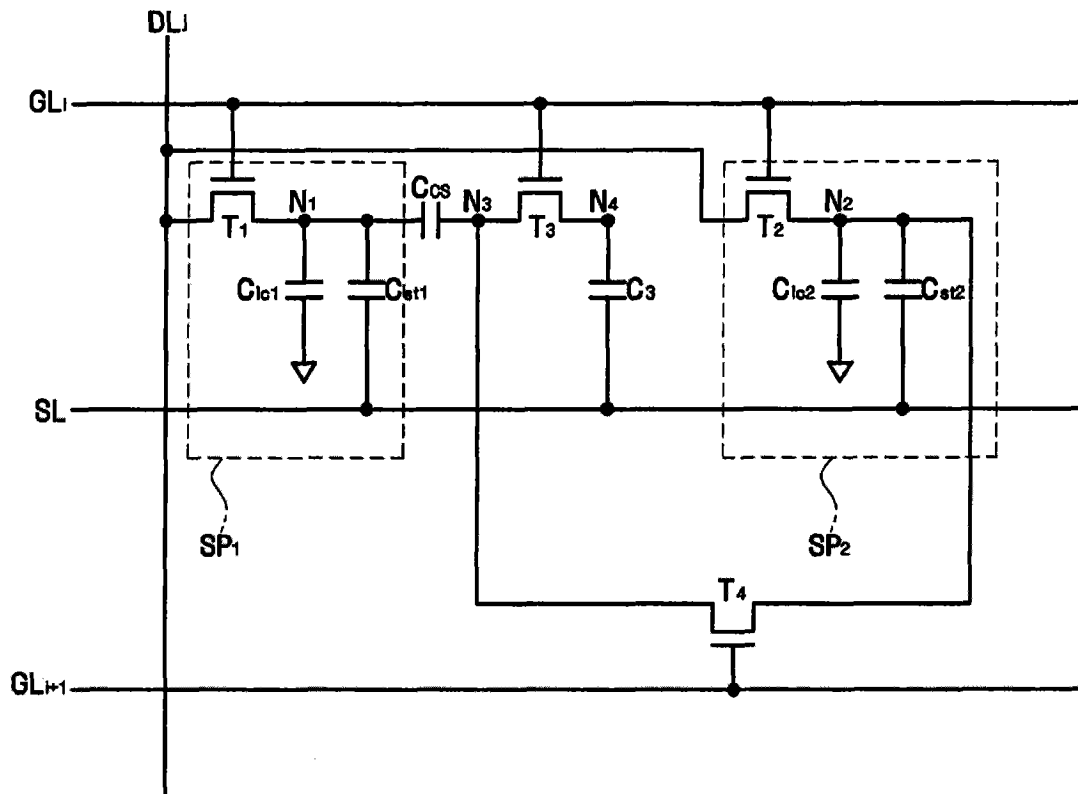 DLj
GLi
CCS
N1
N3
N4
N2
T1
T3
T2
Clc1
Cst1
C3
Clc2
Cst2
SL
SP1
SP2
T4
GLi+1